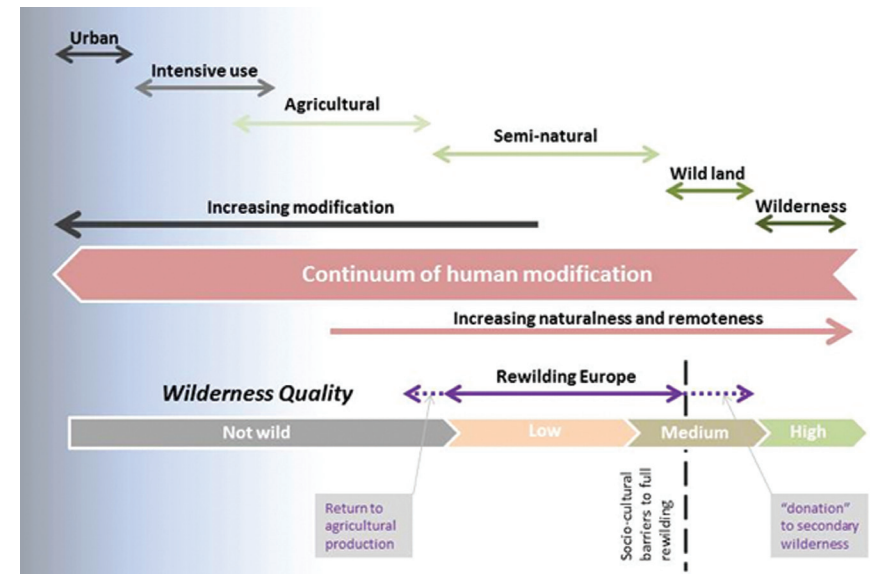 Urban
Intensive use
Agricultural
Semi-natural
Wild land
Wilderness
Increasing modification
Continuum of human modification
Increasing naturalness and remoteness
Wilderness Quality
Rewilding Europe
Not wild
Low
Medium
High
Return to
agricultural
production
Socio-cultural
barriers to full
rewilding
“donation”
to secondary
wilderness